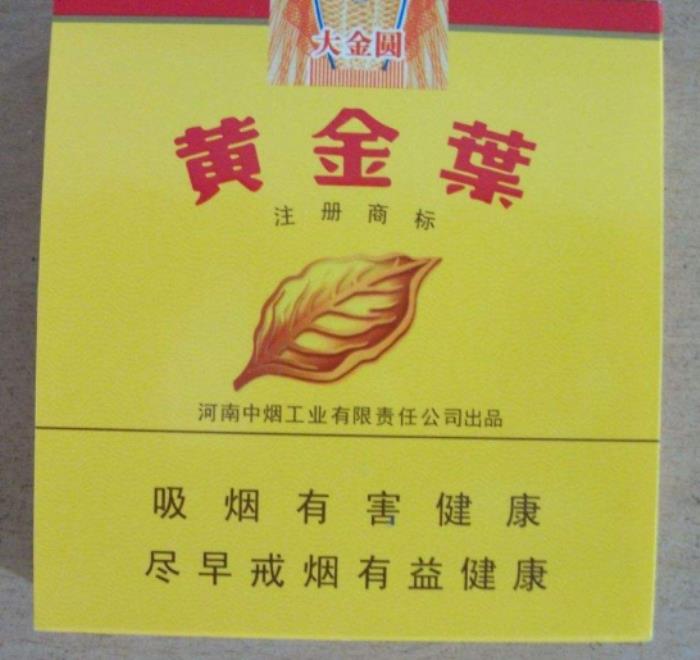 大金圆
黄金葉
注册商标
河南中烟工业有限责任公司出品
吸烟有害健康
尽早戒烟有益健康